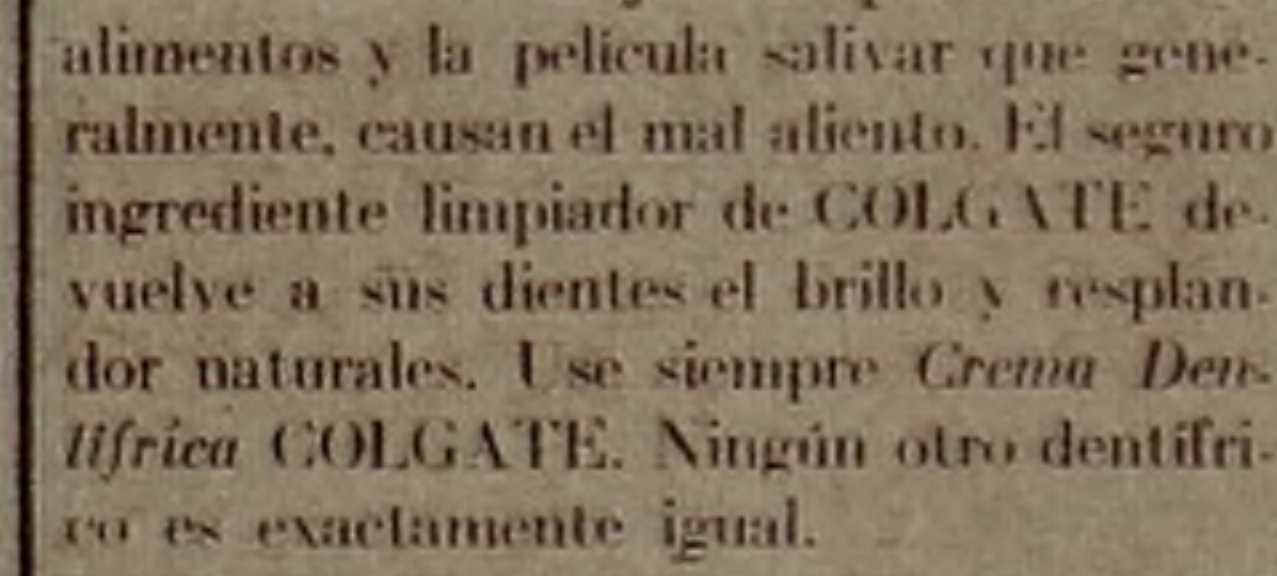 alimentos y la película salivar que gene-
ralmente, causan el mal aliento. El seguro
ingrediente limpiador de COLGATE de-
vuelve a sus dientes el brillo y resplan-
dor naturales. Use siempre Crema Den-
tífrica COLGATE. Ningún otro dentífri-
co es exactamente igual.